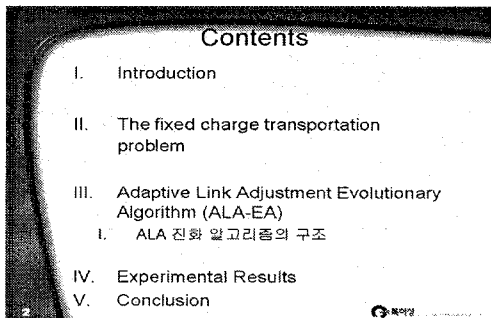 Contents
I. Introduction
II. The fixed charge transportation
problem
III. Adaptive Link Adjustment Evolutionary
Algorithm (ALA-EA)
I. ALA 진화 알고리즘의 구조
IV. Experimental Results
V. Conclusion
2